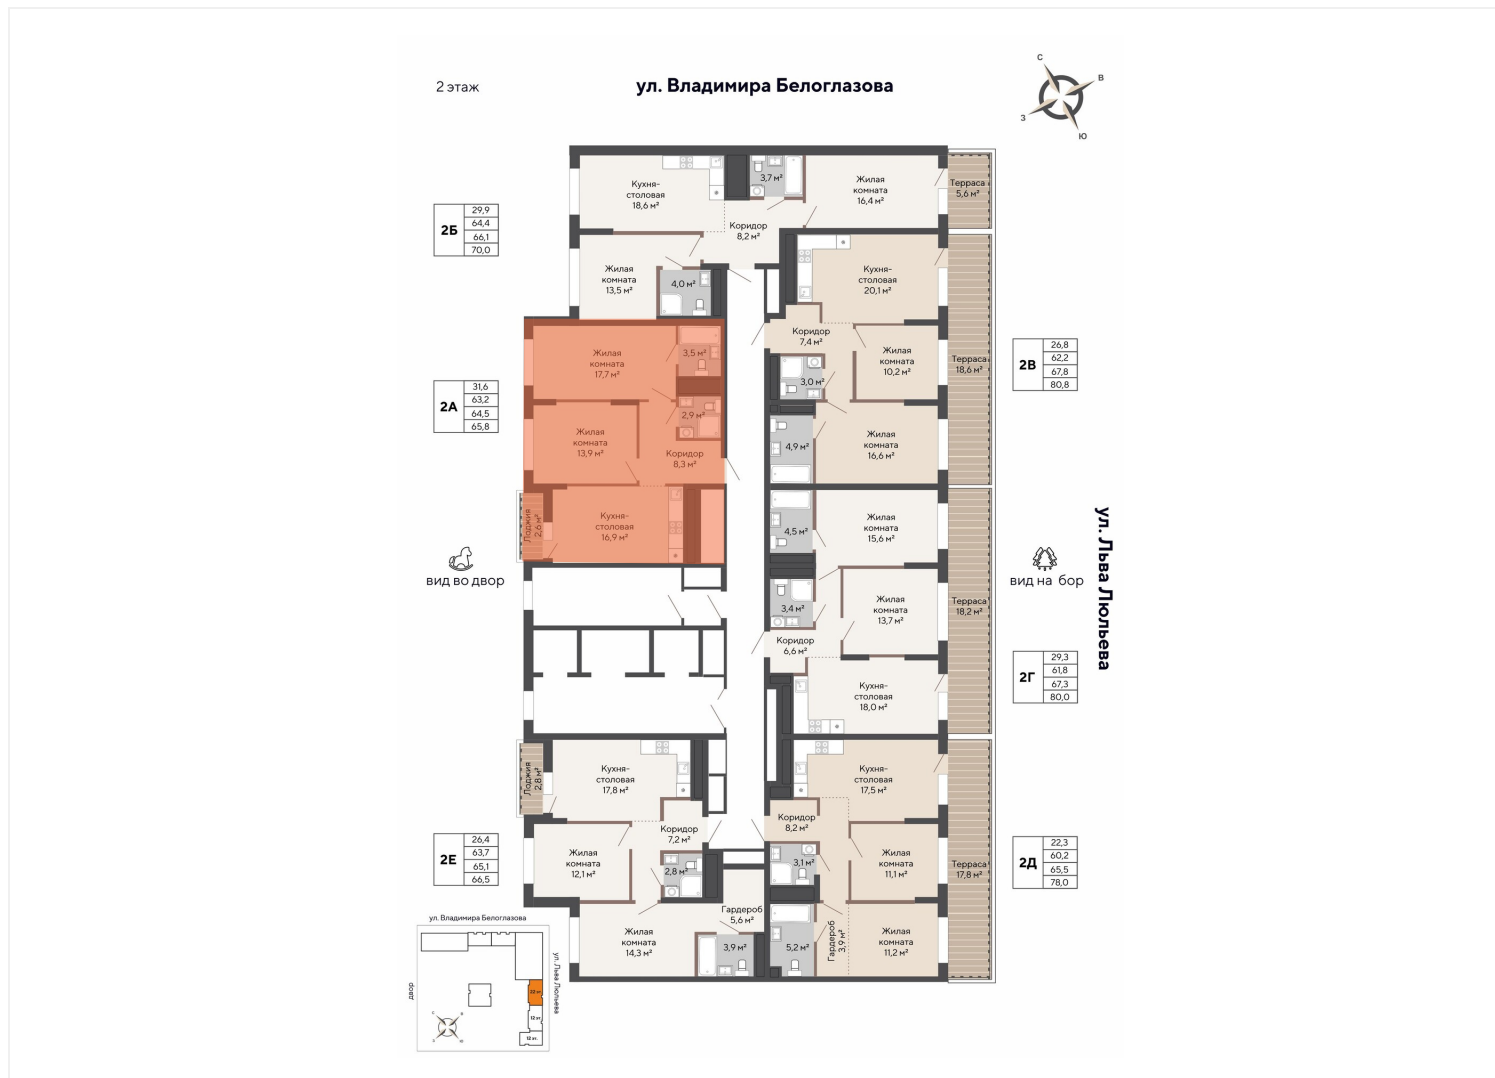 2 этаж
ул. Владимира Белоглазова
С
В
З
Ю
Кухня-
столовая
18,6 м²
3,7 м²
Жилая
комната
16,4 м²
Терраса
5,6 м²
Коридор
8,2 м²
2Б
29,9
64,4
66,1
70,0
Жилая
комната
13,5 м²
4,0 м²
Кухня-
столовая
20,1 м²
Коридор
7,4 м²
Жилая
комната
10,2 м²
Терраса
18,6 м²
3,0 м²
2В
26,8
62,2
67,8
80,8
Жилая
комната
17,7 м²
3,5 м²
2А
31,6
63,2
64,5
65,8
2,9 м²
Жилая
комната
13,9 м²
Коридор
8,3 м²
4,9 м²
Жилая
комната
16,6 м²
Лоджия
2,6 м²
Кухня-
столовая
16,9 м²
4,5 м²
Жилая
комната
15,6 м²
ул. Льва Люльева
вид во двор
вид на бор
3,4 м²
Жилая
комната
13,7 м²
Терраса
18,2 м²
Коридор
6,6 м²
Кухня-
столовая
18,0 м²
2Г
29,3
61,8
67,3
80,0
Лоджия
2,8 м²
Кухня-
столовая
17,8 м²
Кухня-
столовая
17,5 м²
Коридор
7,2 м²
Коридор
8,2 м²
2Е
26,4
63,7
65,1
66,5
Жилая
комната
12,1 м²
2,8 м²
3,1 м²
Жилая
комната
11,1 м²
Терраса
17,8 м²
2Д
22,3
60,2
65,5
78,0
Гардероб
5,6 м²
Жилая
комната
14,3 м²
3,9 м²
5,2 м²
Гардероб
3,9 м²
Жилая
комната
11,2 м²
ул. Владимира Белоглазова
ул. Льва Люльева
двор
22 эт.
12 эт.
12 эт.
С
В
З
Ю